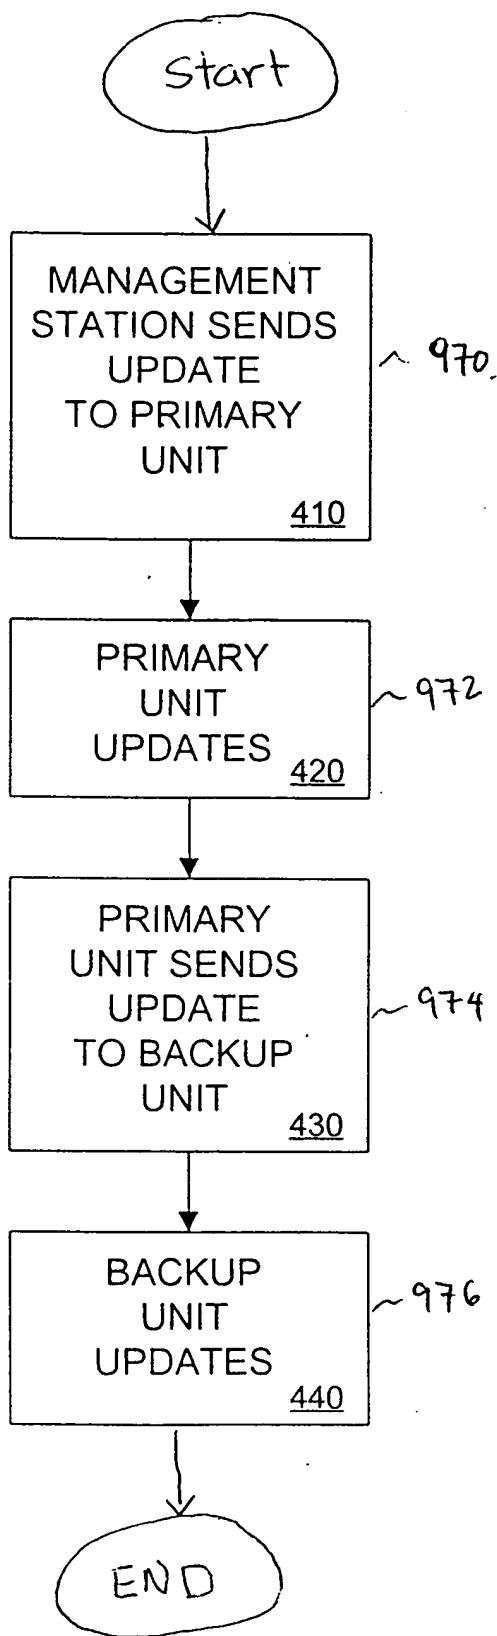 Start
MANAGEMENT
STATION SENDS
UPDATE
TO PRIMARY
UNIT
410
970.
PRIMARY
UNIT
UPDATES
420
972
PRIMARY
UNIT SENDS
UPDATE
TO BACKUP
UNIT
430
974
BACKUP
UNIT
UPDATES
440
976
END